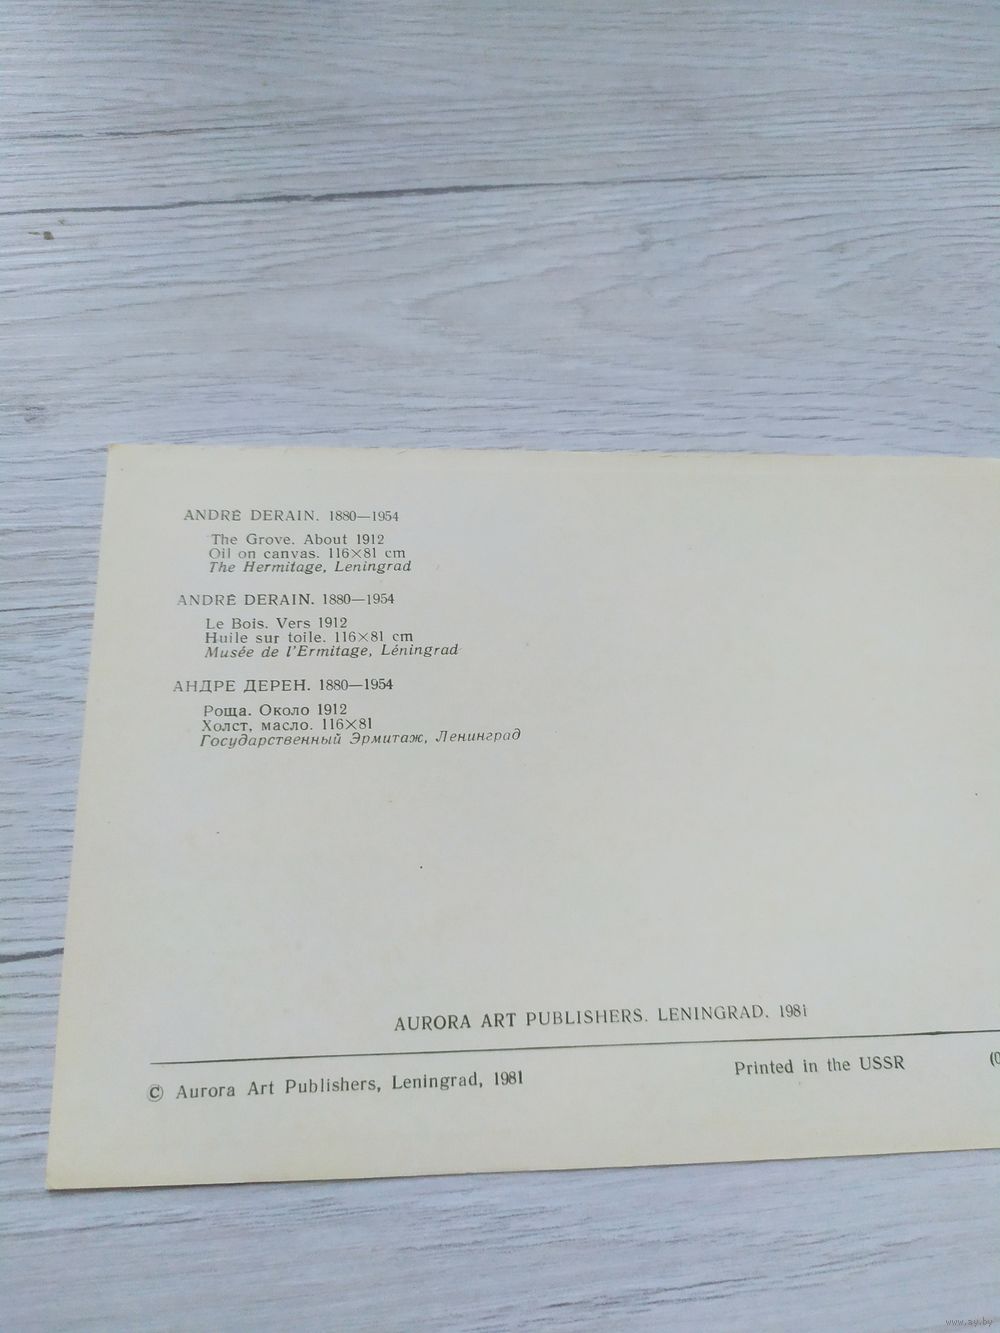 ANDRÉ DERAIN. 1880—1954
The Grove. About 1912
Oil on canvas. 116×81 cm
The Hermitage, Leningrad
ANDRÉ DERAIN. 1880—1954
Le Bois. Vers 1912
Huile sur toile. 116×81 cm
Musée de l'Ermitage, Léningrad
АНДРЕ ДЕРЕН. 1880—1954
Роща. Около 1912
Холст, масло. 116×81
Государственный Эрмитаж, Ленинград
AURORA ART PUBLISHERS. LENINGRAD. 1981
© Aurora Art Publishers, Leningrad, 1981
Printed in the USSR
www.ay.by